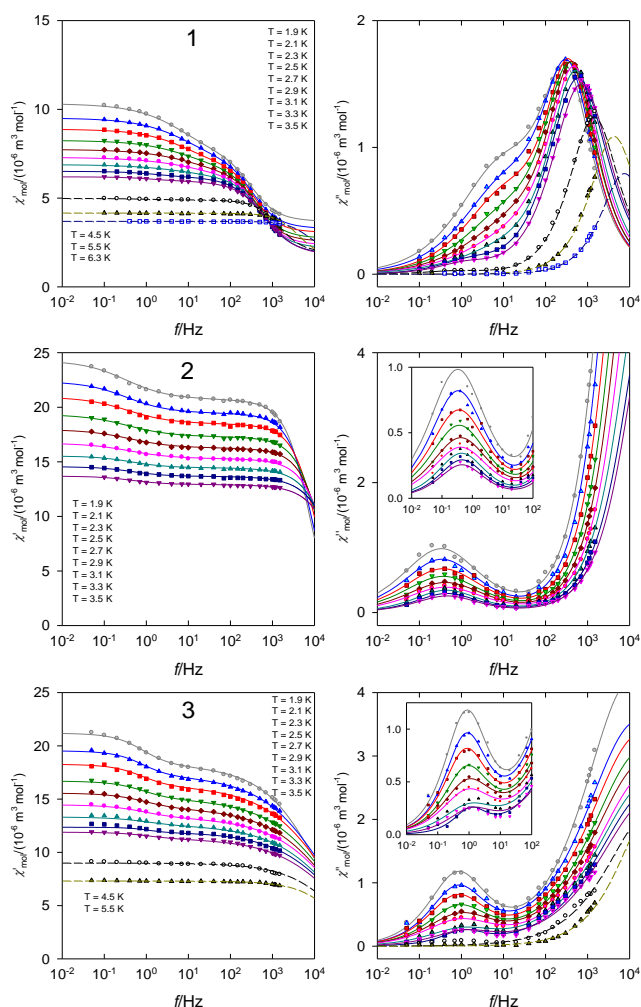 1
T = 1.9 K
T = 2.1 K
T = 2.3 K
T = 2.5 K
T = 2.7 K
T = 2.9 K
T = 3.1 K
T = 3.3 K
T = 3.5 K
T = 4.5 K
T = 5.5 K
T = 6.3 K
15
10
5
0
χ'mol/(10⁻⁶ m³ mol⁻¹)
10⁻² 10⁻¹ 10⁰ 10¹ 10² 10³ 10⁴
f/Hz
2
1
0
χ''mol/(10⁻⁶ m³ mol⁻¹)
10⁻² 10⁻¹ 10⁰ 10¹ 10² 10³ 10⁴
f/Hz
2
T = 1.9 K
T = 2.1 K
T = 2.3 K
T = 2.5 K
T = 2.7 K
T = 2.9 K
T = 3.1 K
T = 3.3 K
T = 3.5 K
25
20
15
10
5
0
χ'mol/(10⁻⁶ m³ mol⁻¹)
10⁻² 10⁻¹ 10⁰ 10¹ 10² 10³ 10⁴
f/Hz
4
2
0
χ''mol/(10⁻⁶ m³ mol⁻¹)
1.0
0.5
0.0
10⁻² 10⁻¹ 10⁰ 10¹ 10²
10⁻² 10⁻¹ 10⁰ 10¹ 10² 10³ 10⁴
f/Hz
3
T = 1.9 K
T = 2.1 K
T = 2.3 K
T = 2.5 K
T = 2.7 K
T = 2.9 K
T = 3.1 K
T = 3.3 K
T = 3.5 K
T = 4.5 K
T = 5.5 K
25
20
15
10
5
0
χ'mol/(10⁻⁶ m³ mol⁻¹)
10⁻² 10⁻¹ 10⁰ 10¹ 10² 10³ 10⁴
f/Hz
4
3
2
1
0
χ''mol/(10⁻⁶ m³ mol⁻¹)
1.0
0.5
0.0
10⁻² 10⁻¹ 10⁰ 10¹ 10²
10⁻² 10⁻¹ 10⁰ 10¹ 10² 10³ 10⁴
f/Hz